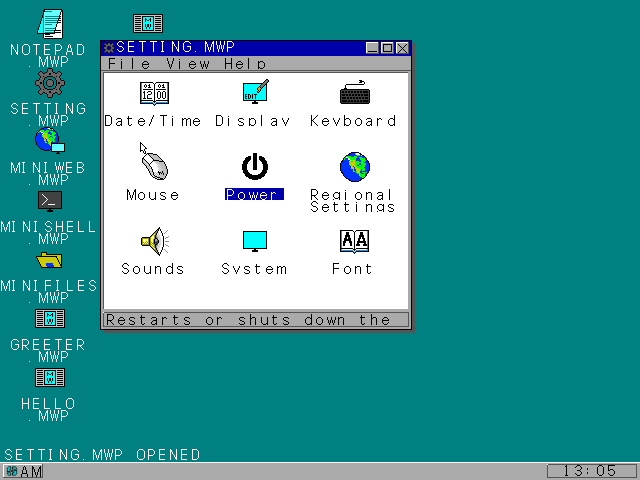 NOTEPAD
. MWP
SETTING
. MWP
MINIWEB
. MWP
MINISHELL
. MWP
MINIFILES
. MWP
GREETER
. MWP
HELLO
. MWP
SETTING. MWP
File View Help
Date/Time Display Keyboard
Mouse Power Regional
Settings
Sounds System Font
Restarts or shuts down the
SETTING. MWP OPENED
AM 13:05